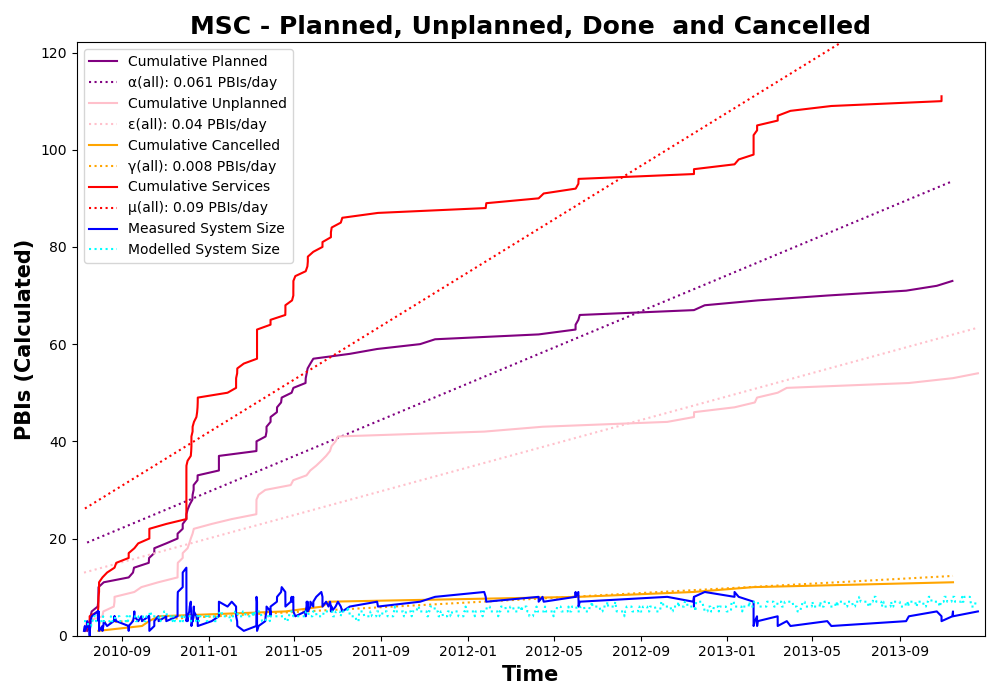 MSC - Planned, Unplanned, Done  and Cancelled
120
100
80
60
40
20
0
PBIs (Calculated)
Cumulative Planned
α(all): 0.061 PBIs/day
Cumulative Unplanned
ε(all): 0.04 PBIs/day
Cumulative Cancelled
γ(all): 0.008 PBIs/day
Cumulative Services
μ(all): 0.09 PBIs/day
Measured System Size
Modelled System Size
2010-09 2011-01 2011-05 2011-09 2012-01 2012-05 2012-09 2013-01 2013-05 2013-09
Time